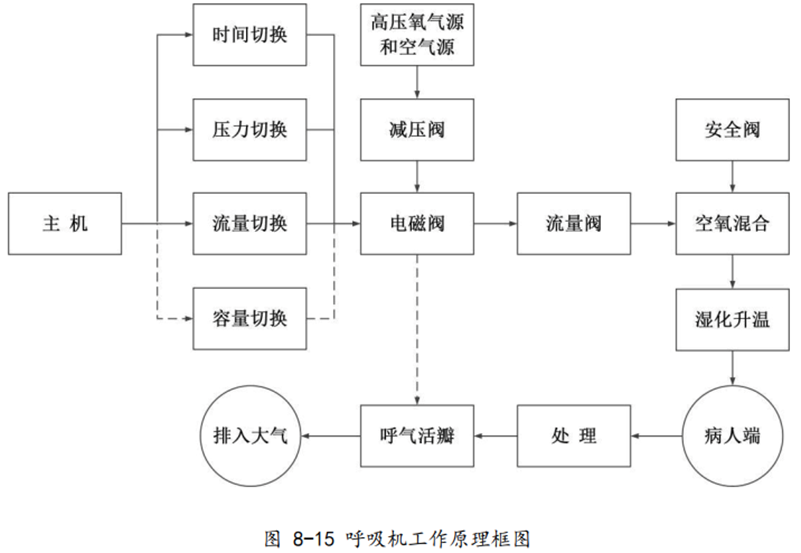 时间切换
高压氧气源
和空气源
压力切换
减压阀
安全阀
主 机
流量切换
电磁阀
流量阀
空氧混合
容量切换
湿化升温
排入大气
呼气活瓣
处 理
病人端
图 8-15 呼吸机工作原理框图